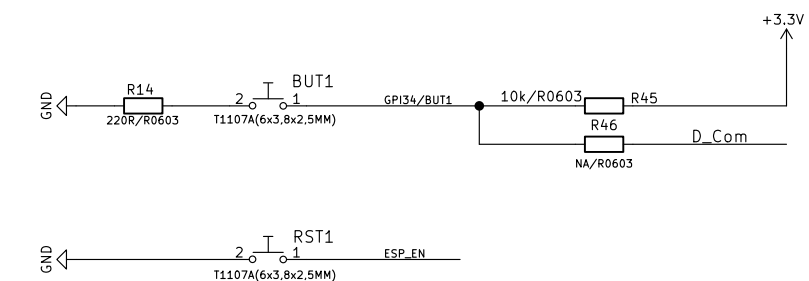 +3.3V
R14
BUT1
2
1
GPI34/BUT1
10k/R0603
R45
GND
220R/R0603
T1107A(6x3,8x2,5MM)
R46
D_Com
NA/R0603
RST1
2
1
ESP_EN
GND
T1107A(6x3,8x2,5MM)